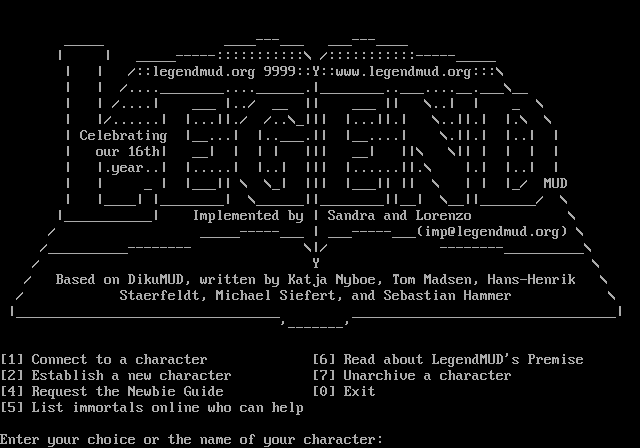 legendmud.org 9999 www.legendmud.org
LEGEND
Celebrating
our 16th
year
MUD
Implemented by Sandra and Lorenzo
(imp@legendmud.org)
Based on DikuMUD, written by Katja Nyboe, Tom Madsen, Hans-Henrik
Staerfeldt, Michael Siefert, and Sebastian Hammer
[1] Connect to a character [6] Read about LegendMUD's Premise
[2] Establish a new character [7] Unarchive a character
[4] Request the Newbie Guide [0] Exit
[5] List immortals online who can help
Enter your choice or the name of your character: